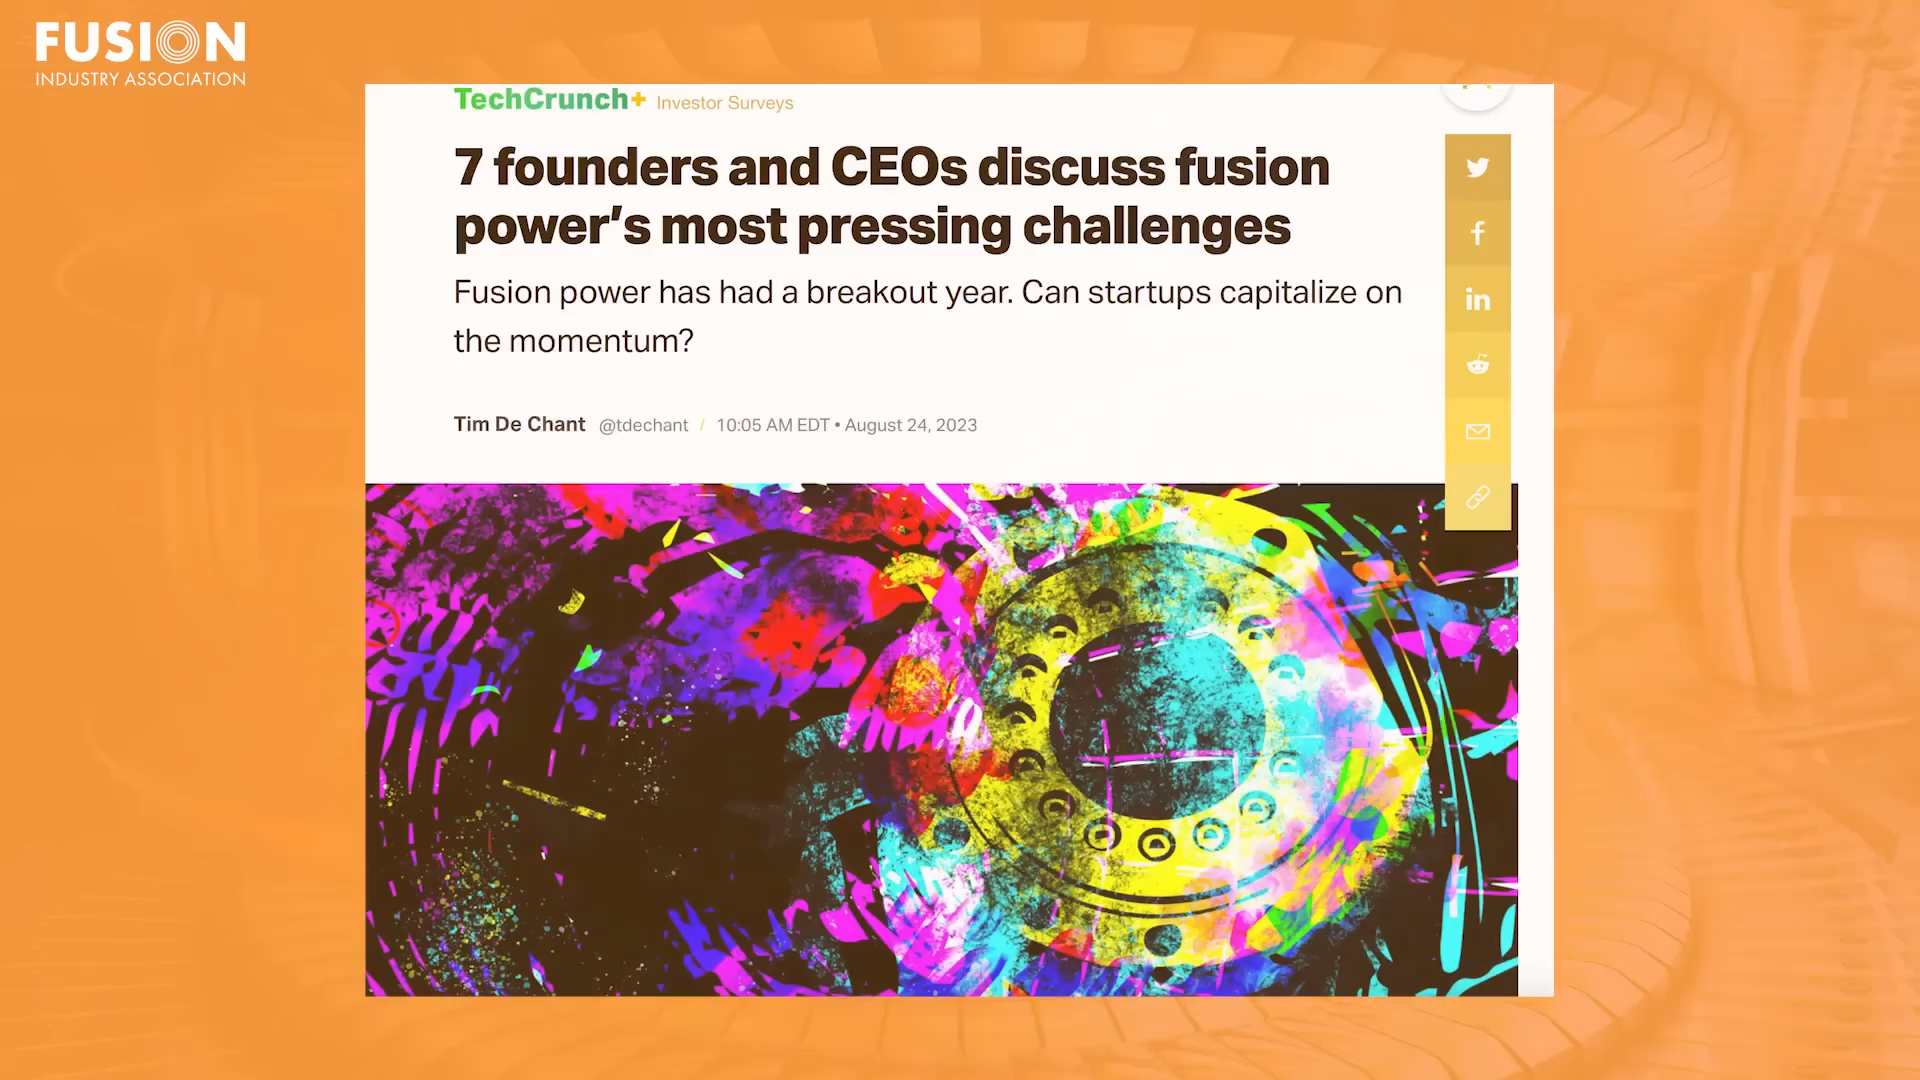 FUSION
INDUSTRY ASSOCIATION
TechCrunch+ Investor Surveys
7 founders and CEOs discuss fusion
power's most pressing challenges
Fusion power has had a breakout year. Can startups capitalize on
the momentum?
Tim De Chant @tdechant / 10:05 AM EDT • August 24, 2023